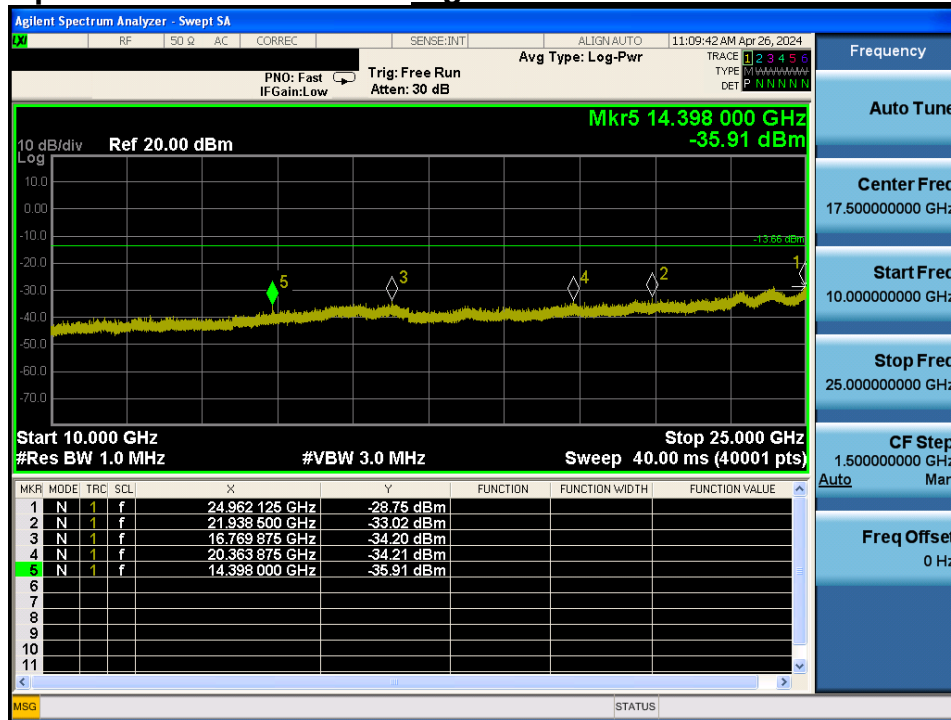 Agilent Spectrum Analyzer - Swept SA
LXI RF 50 Ω AC CORREC SENSE:INT ALIGN AUTO 11:09:42 AM Apr 26, 2024
Frequency
PNO: Fast
IFGain:Low
Trig: Free Run
Atten: 30 dB
Avg Type: Log-Pwr
TRACE 1 2 3 4 5 6
TYPE M WWWWW
DET P N N N N N
Auto Tune
Mkr5 14.398 000 GHz
-35.91 dBm
10 dB/div Ref 20.00 dBm
Log
10.0
0.00
-10.0
-20.0
-30.0
-40.0
-50.0
-60.0
-70.0
-13.66 dBm
5
3
4
2
1
Center Freq
17.500000000 GHz
Start Freq
10.000000000 GHz
Stop Freq
25.000000000 GHz
Start 10.000 GHz Stop 25.000 GHz
#Res BW 1.0 MHz #VBW 3.0 MHz Sweep 40.00 ms (40001 pts)
CF Step
1.500000000 GHz
Auto Man
Freq Offset
0 Hz
MKR MODE TRC SCL X Y FUNCTION FUNCTION WIDTH FUNCTION VALUE
1 N 1 f 24.962 125 GHz -28.75 dBm
2 N 1 f 21.938 500 GHz -33.02 dBm
3 N 1 f 16.769 875 GHz -34.20 dBm
4 N 1 f 20.363 875 GHz -34.21 dBm
5 N 1 f 14.398 000 GHz -35.91 dBm
6
7
8
9
10
11
MSG STATUS